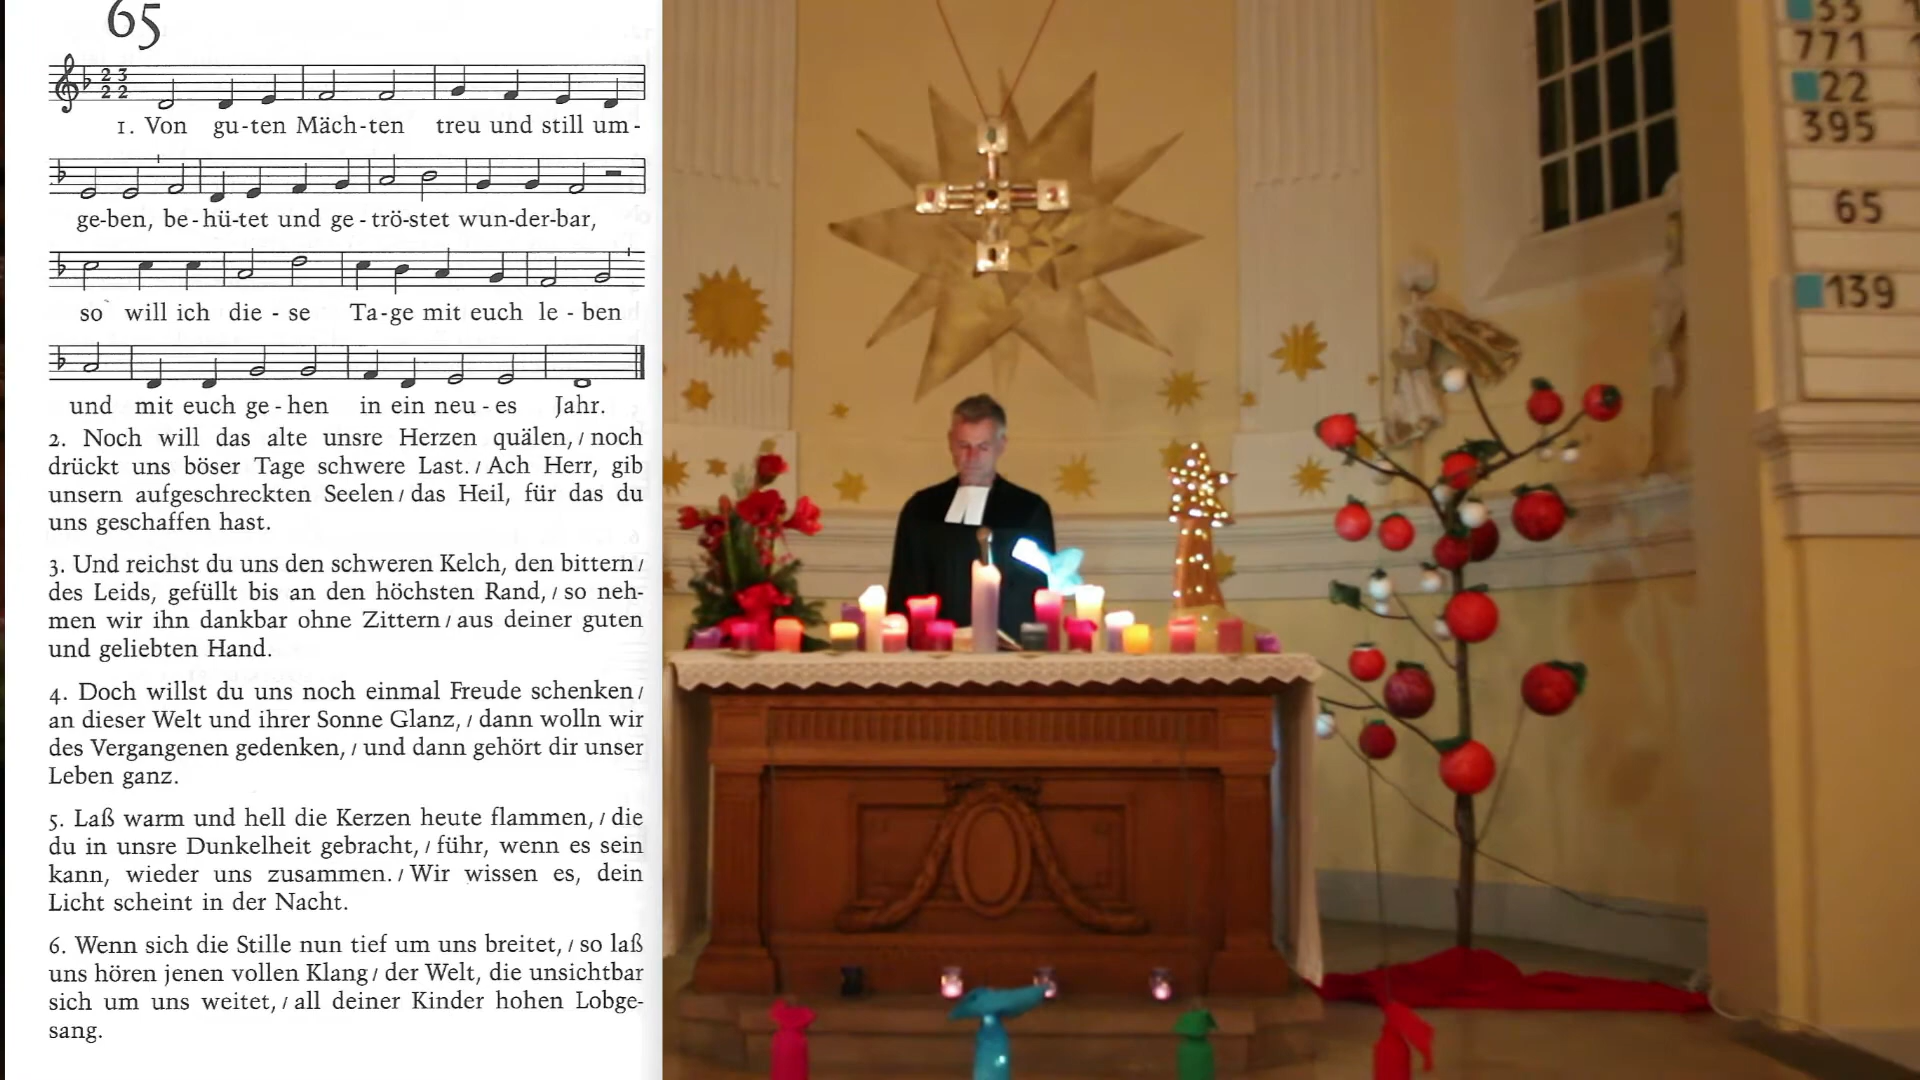 65
1. Von gu-ten Mäch-ten treu und still um-
ge-ben, be-hü-tet und ge-trö-stet wun-der-bar,
so will ich die-se Ta-ge mit euch le-ben
und mit euch ge-hen in ein neu-es Jahr.
2. Noch will das alte unsre Herzen quälen, / noch
drückt uns böser Tage schwere Last. / Ach Herr, gib
unsern aufgeschreckten Seelen / das Heil, für das du
uns geschaffen hast.
3. Und reichst du uns den schweren Kelch, den bittern /
des Leids, gefüllt bis an den höchsten Rand, / so neh-
men wir ihn dankbar ohne Zittern / aus deiner guten
und geliebten Hand.
4. Doch willst du uns noch einmal Freude schenken /
an dieser Welt und ihrer Sonne Glanz, / dann wolln wir
des Vergangenen gedenken, / und dann gehört dir unser
Leben ganz.
5. Laß warm und hell die Kerzen heute flammen, / die
du in unsre Dunkelheit gebracht, / führ, wenn es sein
kann, wieder uns zusammen. / Wir wissen es, dein
Licht scheint in der Nacht.
6. Wenn sich die Stille nun tief um uns breitet, / so laß
uns hören jenen vollen Klang / der Welt, die unsichtbar
sich um uns weitet, / all deiner Kinder hohen Lobge-
sang.
33
771
22
395
65
139